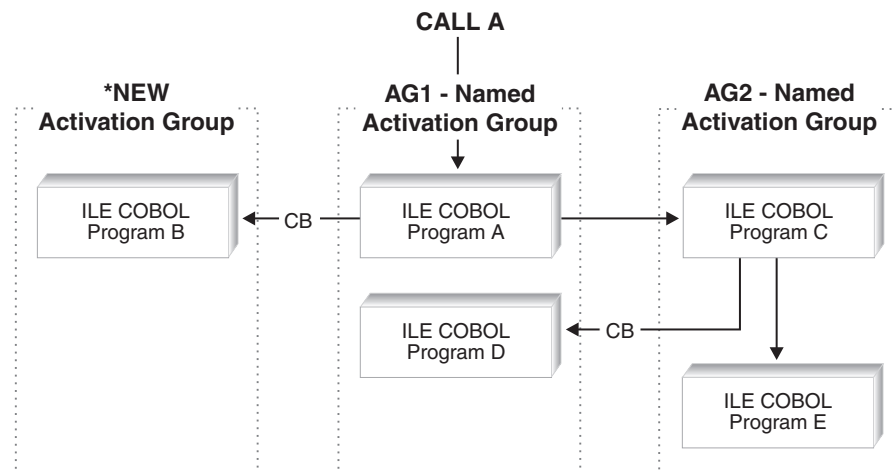 CALL A
*NEW
Activation Group
AG1 - Named
Activation Group
AG2 - Named
Activation Group
ILE COBOL
Program B
CB
ILE COBOL
Program A
ILE COBOL
Program C
ILE COBOL
Program D
CB
ILE COBOL
Program E